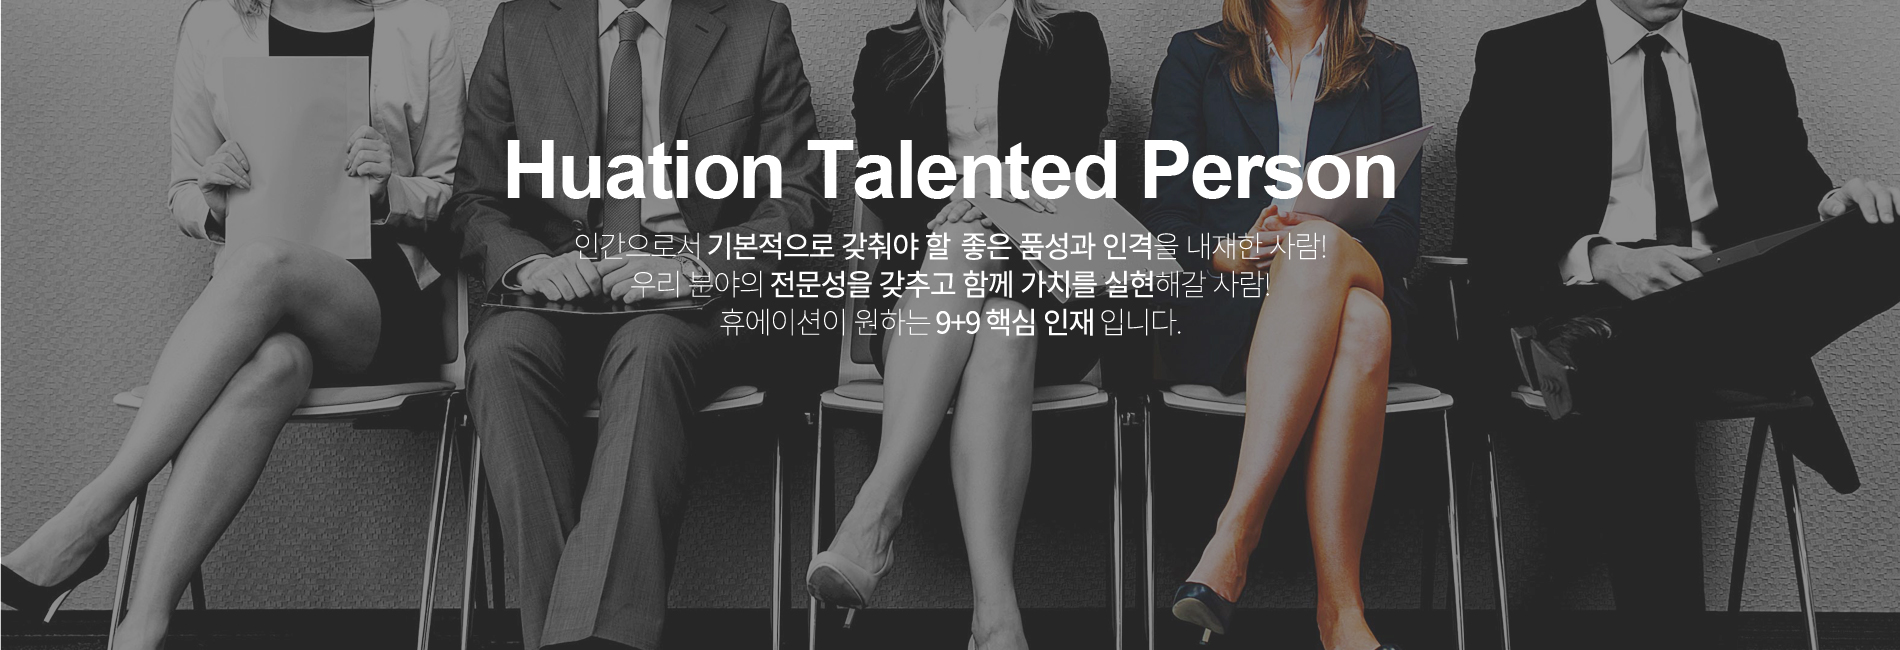 Huation Talented Person
인간으로서 기본적으로 갖춰야 할 좋은 품성과 인격을 내재한 사람!
우리 분야의 전문성을 갖추고 함께 가치를 실현해갈 사람!
휴에이션이 원하는 9+9 핵심 인재 입니다.